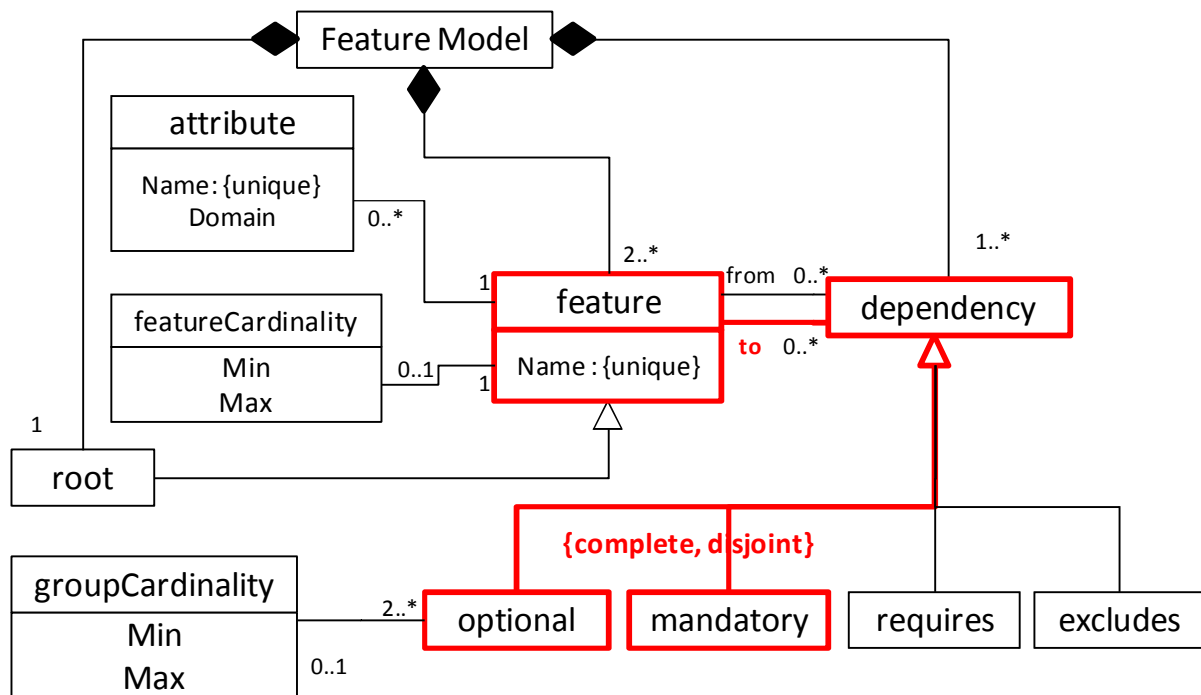 Feature Model
attribute
Name: {unique}
Domain
0..*
2..*
1..*
1
feature
from 0..*
dependency
featureCardinality
to 0..*
Min
0..1
Name : {unique}
Max
1
1
root
{complete, disjoint}
groupCardinality
2..*
optional
mandatory
requires
excludes
Min
0..1
Max